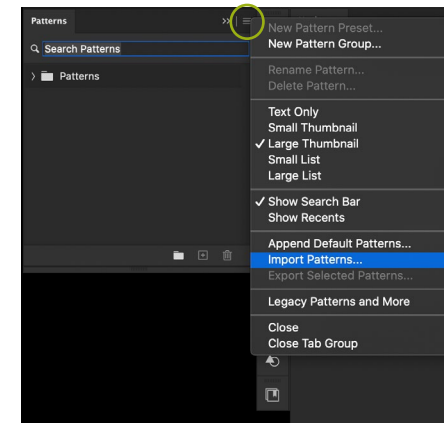 Patterns
Search Patterns
Patterns
New Pattern Preset...
New Pattern Group...
Rename Pattern...
Delete Pattern...
Text Only
Small Thumbnail
Large Thumbnail
Small List
Large List
Show Search Bar
Show Recents
Append Default Patterns...
Import Patterns...
Export Selected Patterns...
Legacy Patterns and More
Close
Close Tab Group